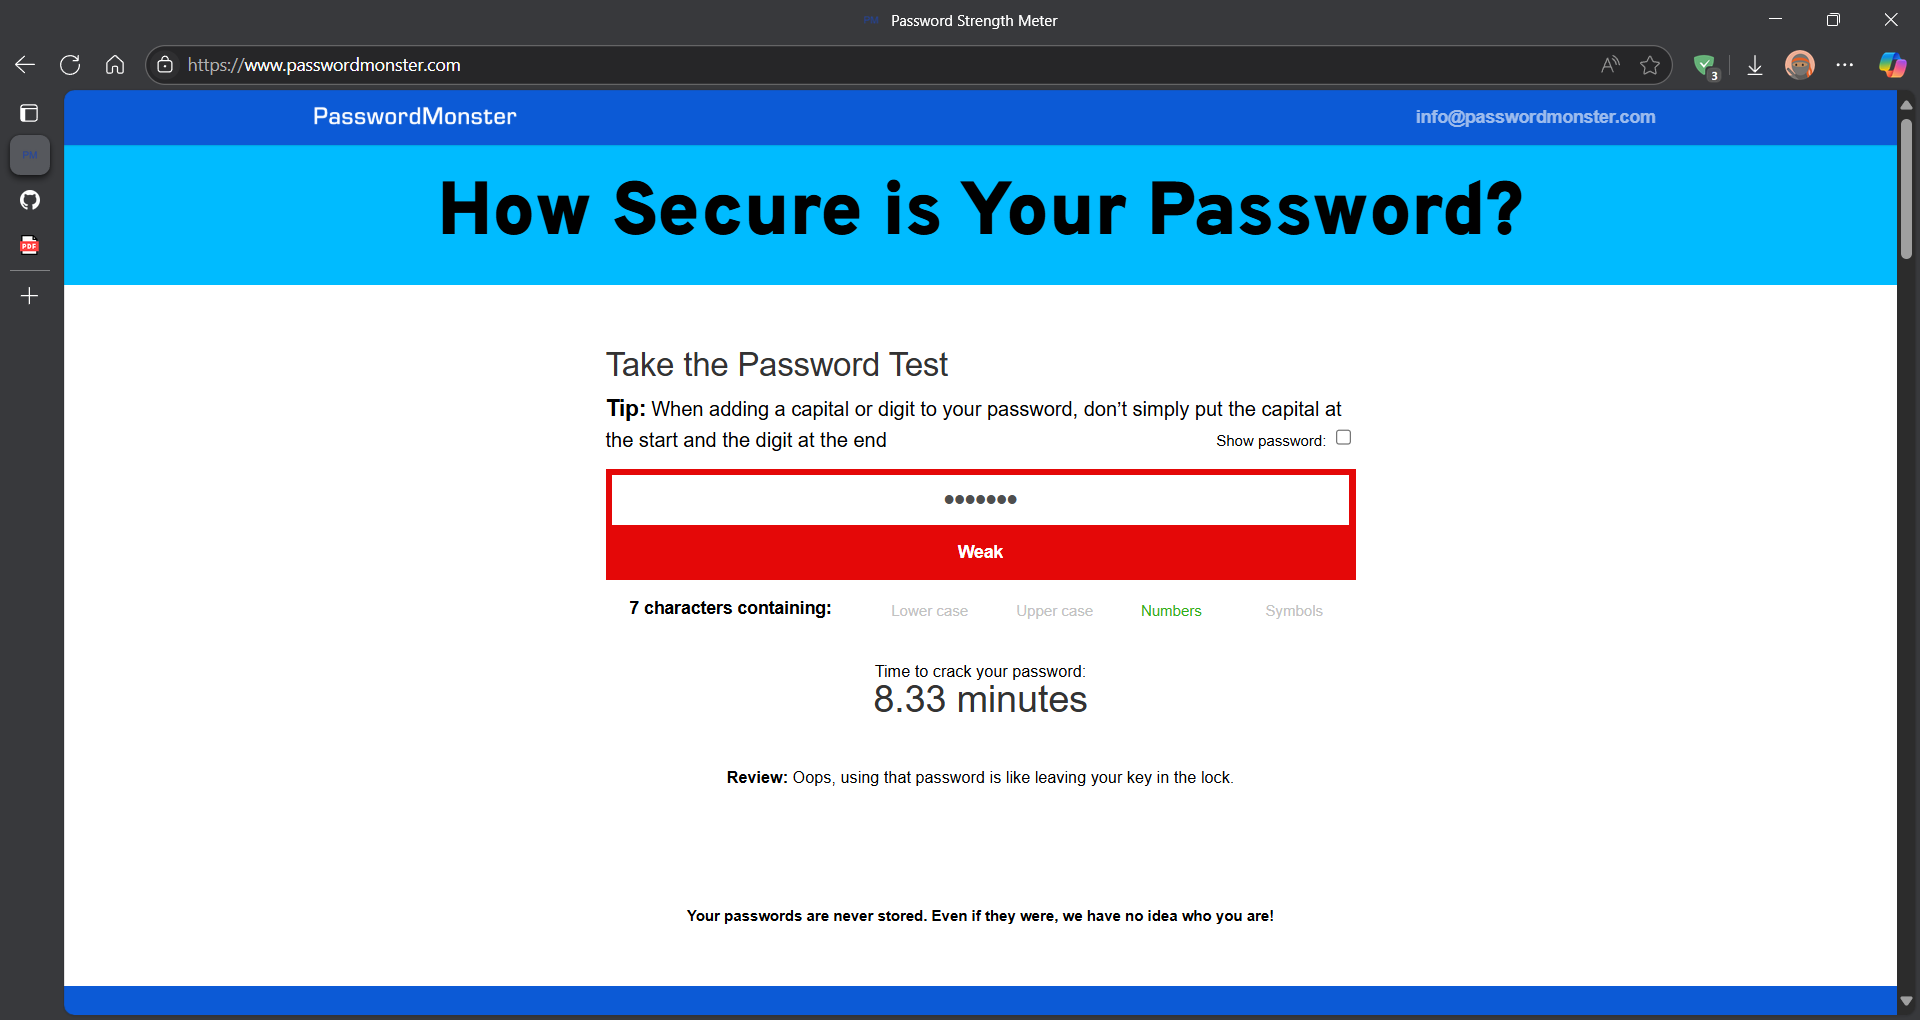 PM Password Strength Meter
https://www.passwordmonster.com
A
3
PM
PDF
PasswordMonster
info@passwordmonster.com
How Secure is Your Password?
Take the Password Test
Tip: When adding a capital or digit to your password, don’t simply put the capital at
the start and the digit at the end
Show password:
•••••••
Weak
7 characters containing:
Lower case
Upper case
Numbers
Symbols
Time to crack your password:
8.33 minutes
Review: Oops, using that password is like leaving your key in the lock.
Your passwords are never stored. Even if they were, we have no idea who you are!